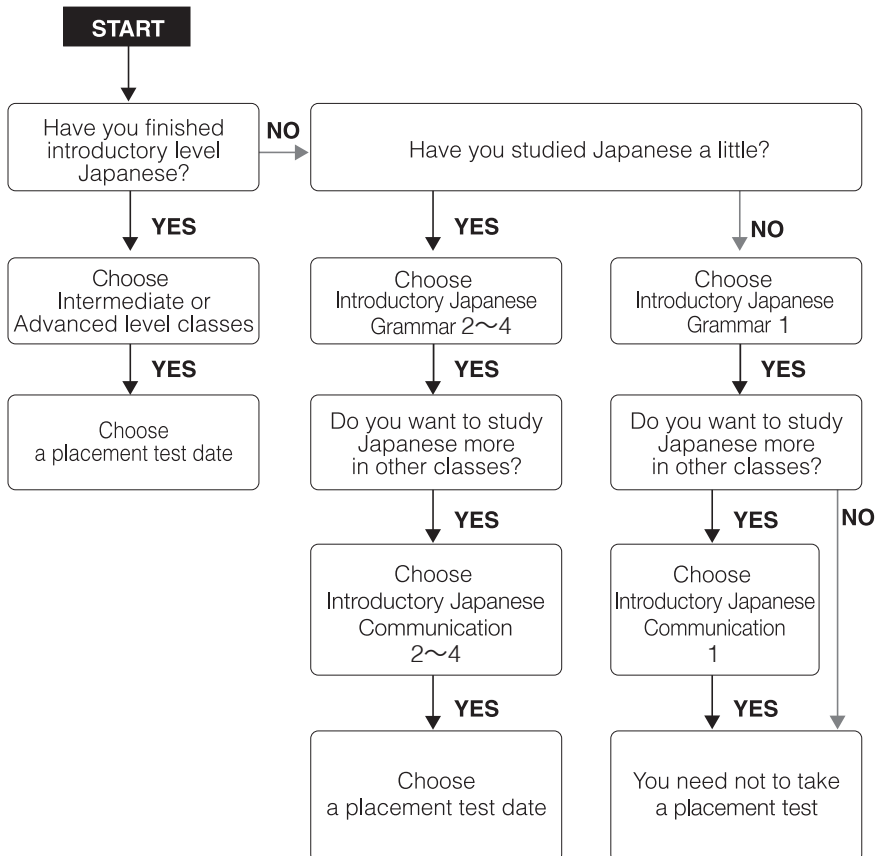 START
Have you finished
introductory level
Japanese?
NO
Have you studied Japanese a little?
YES
YES
NO
Choose
Intermediate or
Advanced level classes
Choose
Introductory Japanese
Grammar 2〜4
Choose
Introductory Japanese
Grammar 1
YES
YES
YES
Choose
a placement test date
Do you want to study
Japanese more
in other classes?
Do you want to study
Japanese more
in other classes?
YES
YES
NO
Choose
Introductory Japanese
Communication
2〜4
Choose
Introductory Japanese
Communication
1
YES
YES
Choose
a placement test date
You need not to take
a placement test